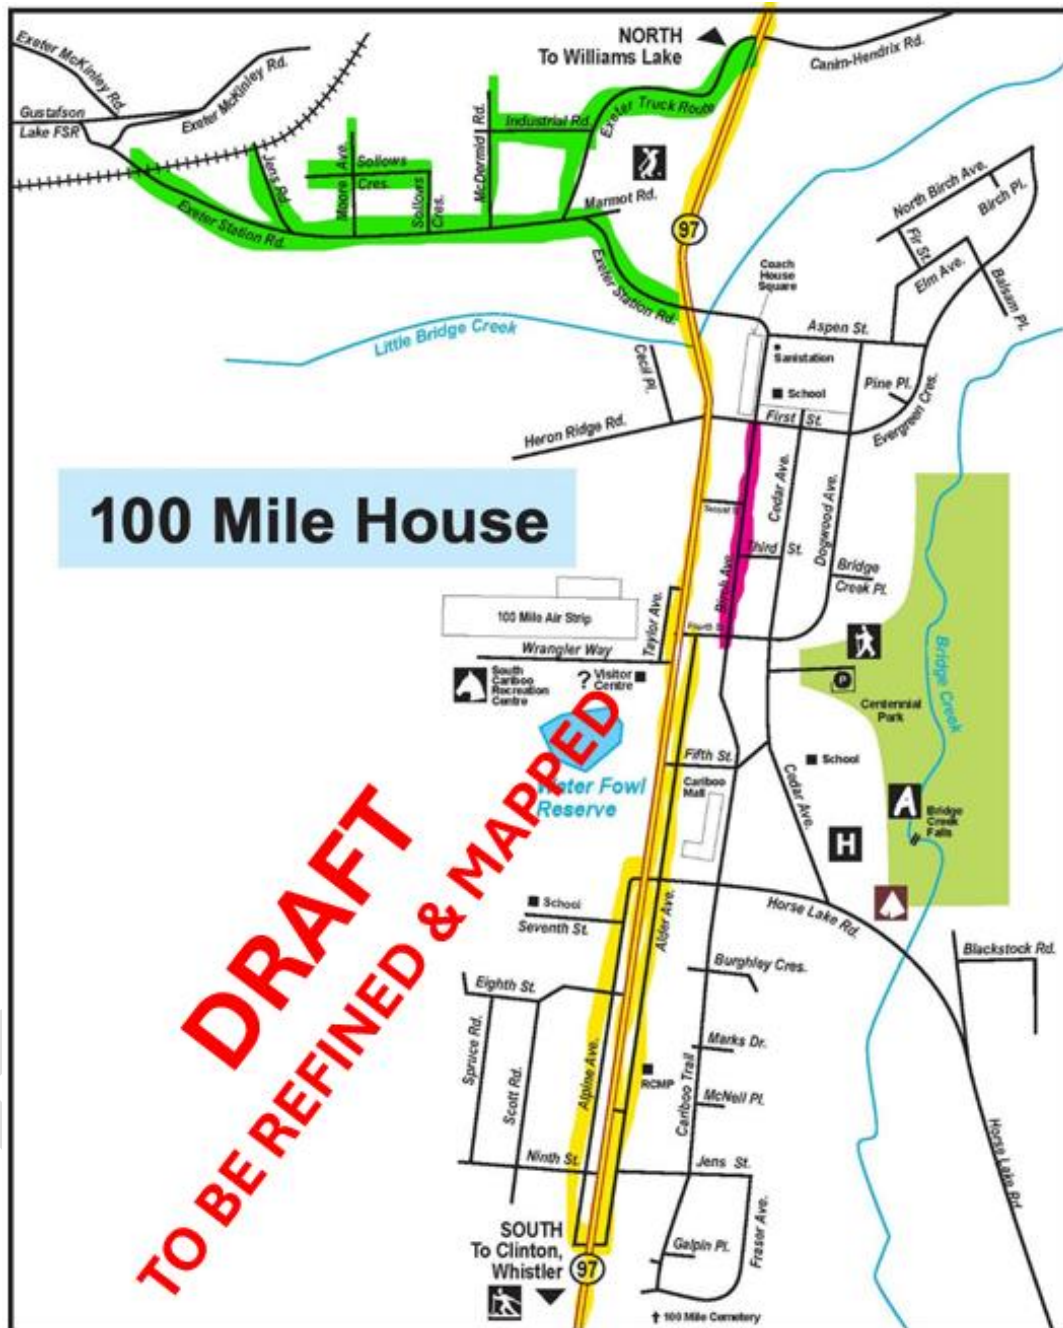 NORTH
To Williams Lake
Canim-Hendrix Rd.
Exeter McKinley Rd.
Exeter McKinley Rd.
Gustafson
Lake FSR
Exeter Truck Route
Industrial Rd.
McDermid Rd.
Moore Ave.
Sollows
Cres.
Sollows
Cres.
Jens Rd.
Marmot Rd.
Exeter Station Rd.
Exeter Station Rd.
97
North Birch Ave.
Birch Pl.
Fir St.
Elm Ave.
Balsam Pl.
Coach
House
Square
Aspen St.
Sanistation
School
Pine Pl.
Evergreen Cres.
First St.
Little Bridge Creek
Cecil Pl.
Heron Ridge Rd.
100 Mile House
Cedar Ave.
Dogwood Ave.
Third St.
Birch Ave.
Bridge
Creek Pl.
100 Mile Air Strip
Taylor Ave.
Fourth St.
Wrangler Way
South
Cariboo
Recreation
Centre
? Visitor
Centre
P
Centennial
Park
Bridge Creek
Water Fowl
Reserve
Fifth St.
Cariboo
Mall
School
Cedar Ave.
H
Bridge
Creek
Falls
DRAFT
TO BE REFINED & MAPPED
School
Seventh St.
Alder Ave.
Horse Lake Rd.
Blackstock Rd.
Eighth St.
Burghley Cres.
Spruce Rd.
Scott Rd.
Alpine Ave.
RCMP
Cariboo Trail
Marks Dr.
McNeil Pl.
Horse Lake Rd
Ninth St.
Jens St.
Fraser Ave.
Galpin Pl.
SOUTH
To Clinton,
Whistler
97
100 Mile Cemetery